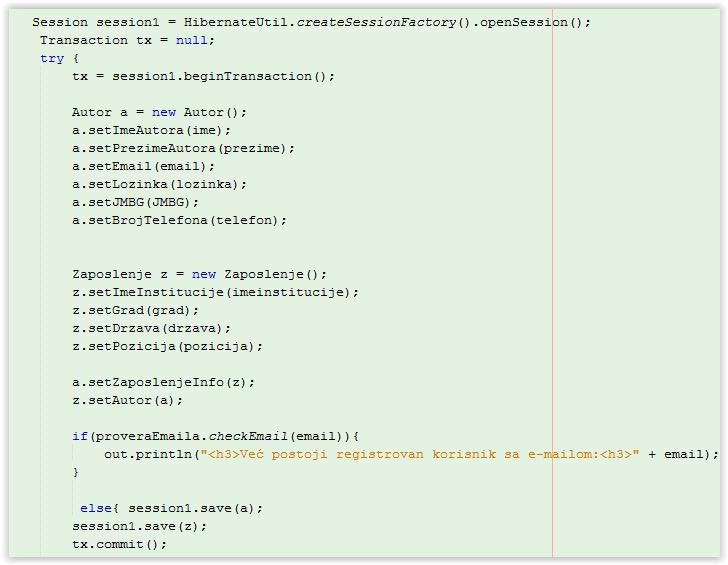 Session session1 = HibernateUtil.createSessionFactory().openSession();
Transaction tx = null;
try {
tx = session1.beginTransaction();
Autor a = new Autor();
a.setImeAutora(ime);
a.setPrezimeAutora(prezime);
a.setEmail(email);
a.setLozinka(lozinka);
a.setJMBG(JMBG);
a.setBrojTelefona(telefon);
Zaposlenje z = new Zaposlenje();
z.setImeInstitucije(imeinstitucije);
z.setGrad(grad);
z.setDrzava(drzava);
z.setPozicija(pozicija);
a.setZaposlenjeInfo(z);
z.setAutor(a);
if(proveraEmaila.checkEmail(email)){
out.println("<h3>Već postoji registrovan korisnik sa e-mailom:<h3>" + email);
}
else{ session1.save(a);
session1.save(z);
tx.commit();